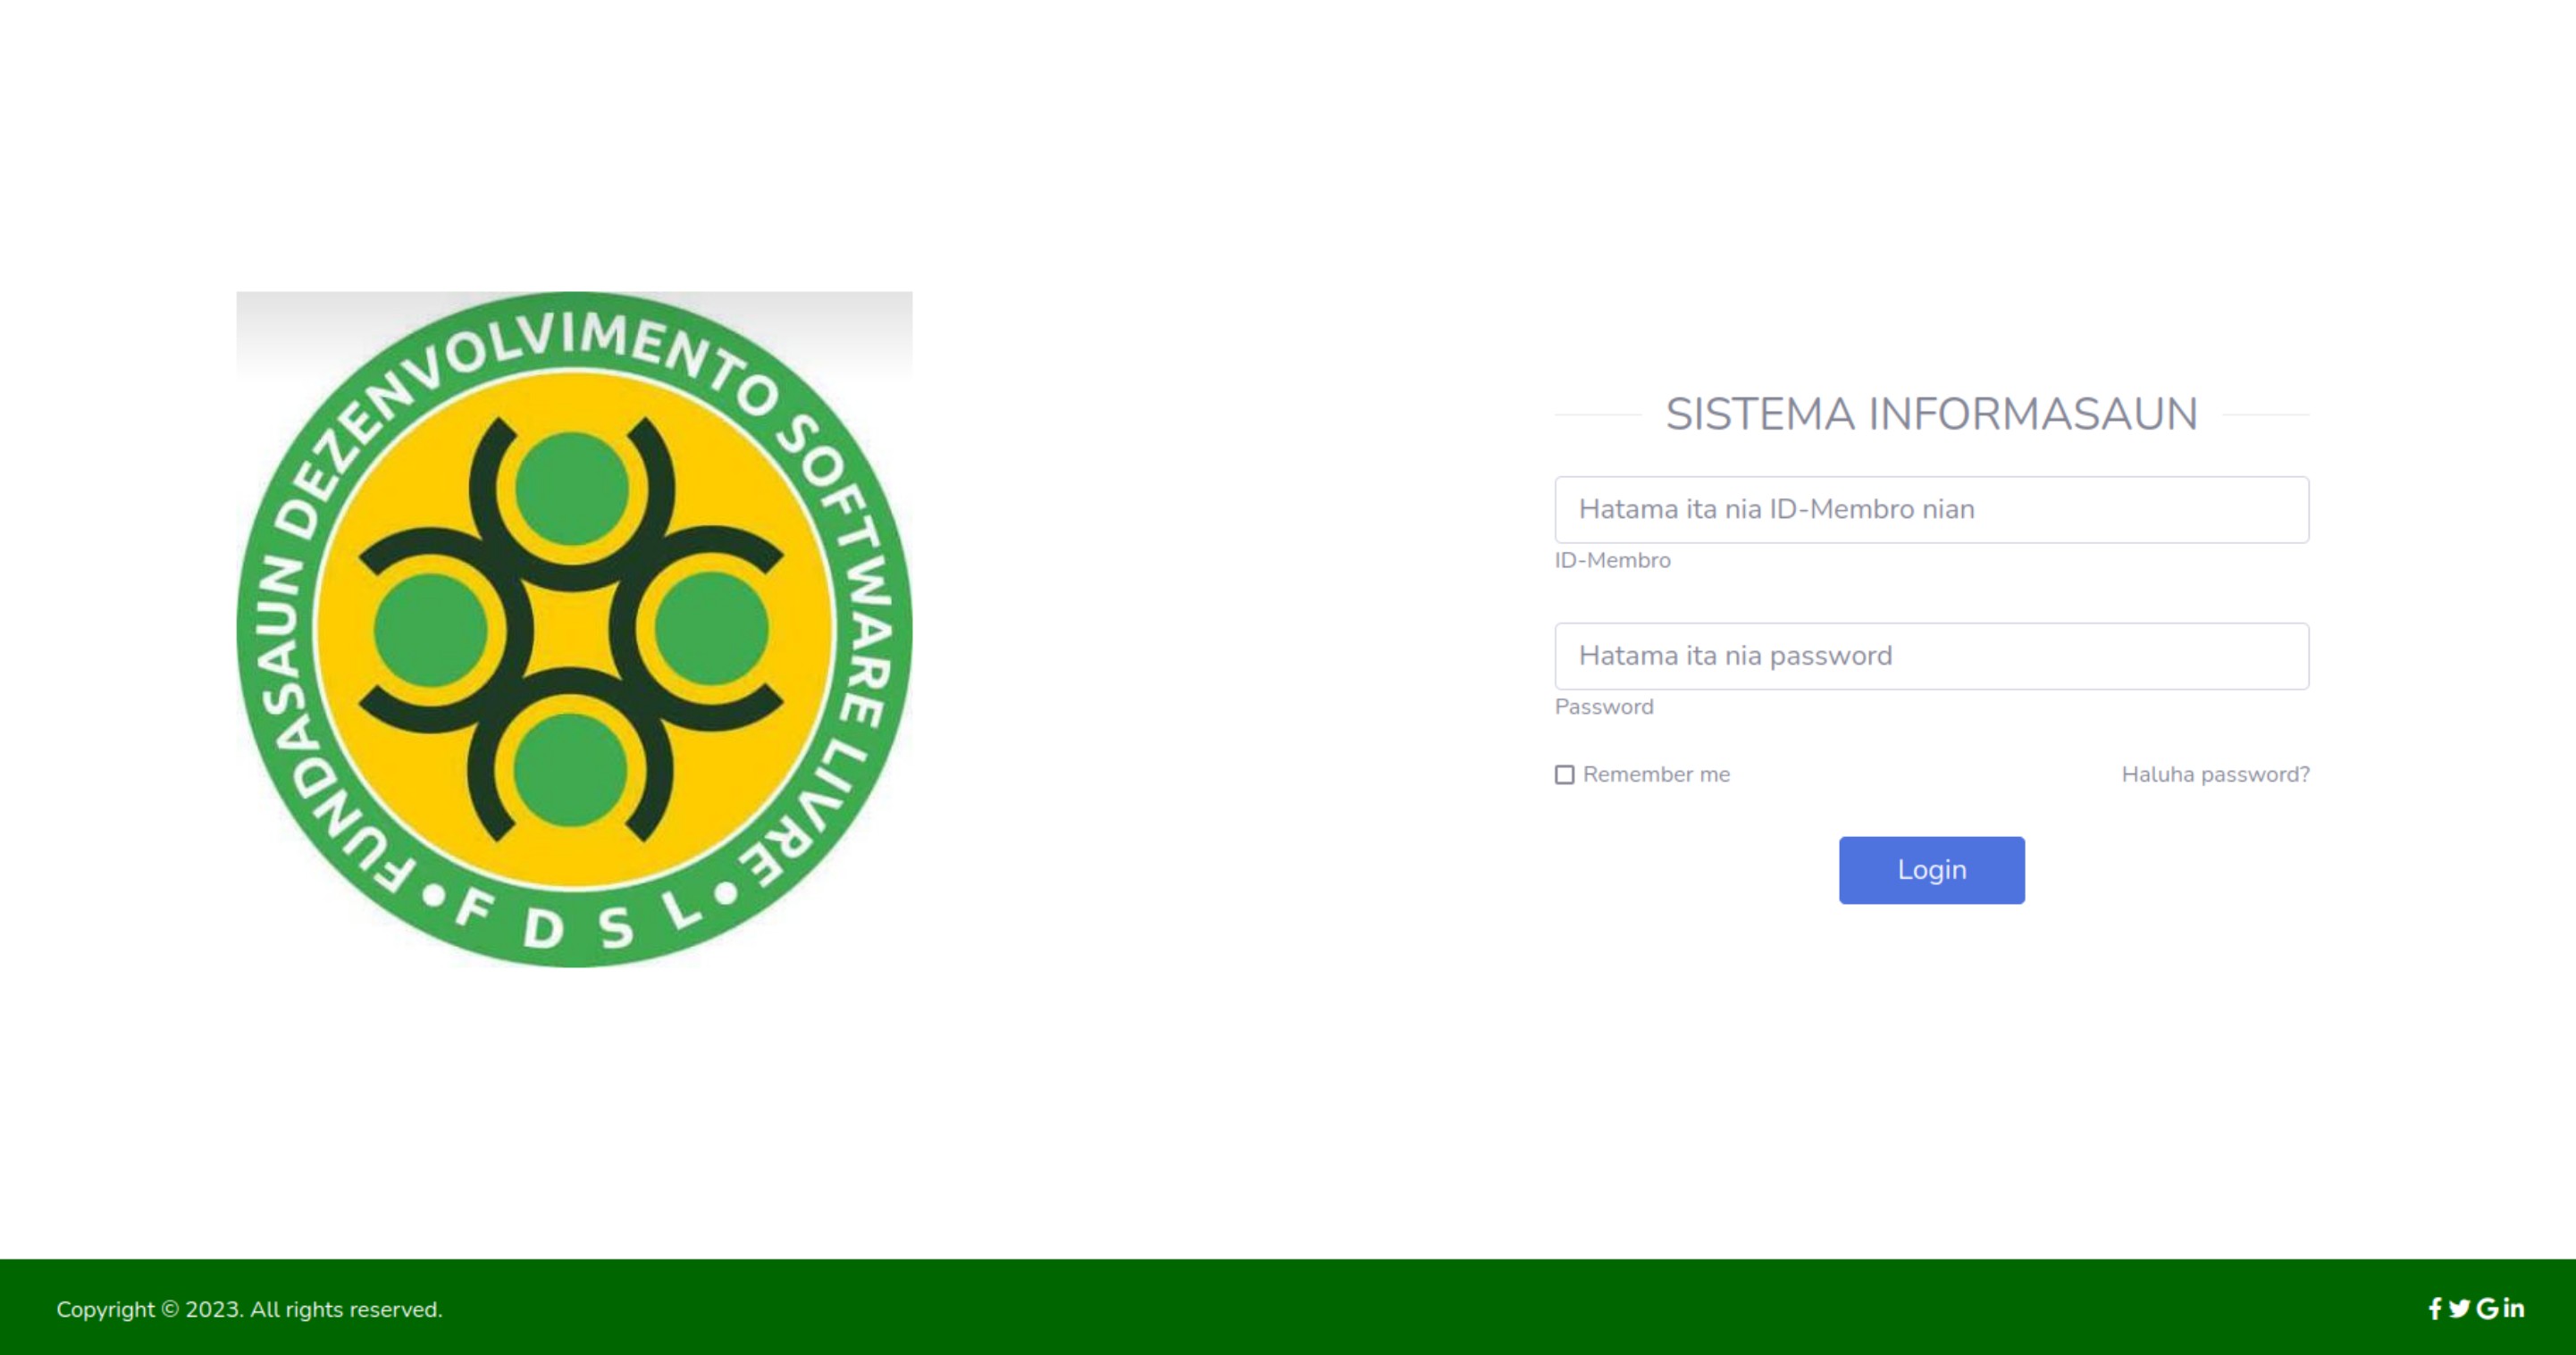 FUNDASAUN DEZENVOLVIMENTO SOFTWARE LIVRE
• F D S L •
SISTEMA INFORMASAUN
Hatama ita nia ID-Membro nian
ID-Membro
Hatama ita nia password
Password
Remember me
Haluha password?
Login
Copyright © 2023. All rights reserved.